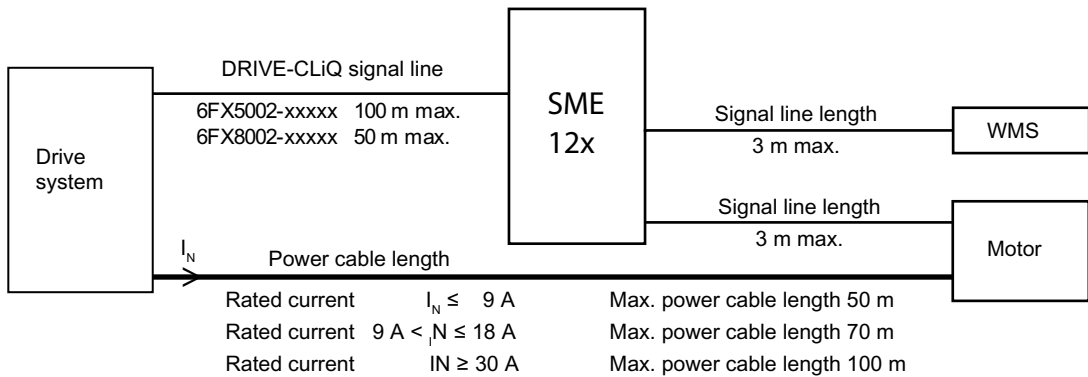 DRIVE-CLiQ signal line
6FX5002-xxxxx 100 m max.
6FX8002-xxxxx 50 m max.
Drive
system
SME
12x
Signal line length
3 m max.
WMS
Signal line length
3 m max.
Motor
IN
Power cable length
Rated current IN ≤ 9 A Max. power cable length 50 m
Rated current 9 A < IN ≤ 18 A Max. power cable length 70 m
Rated current IN ≥ 30 A Max. power cable length 100 m